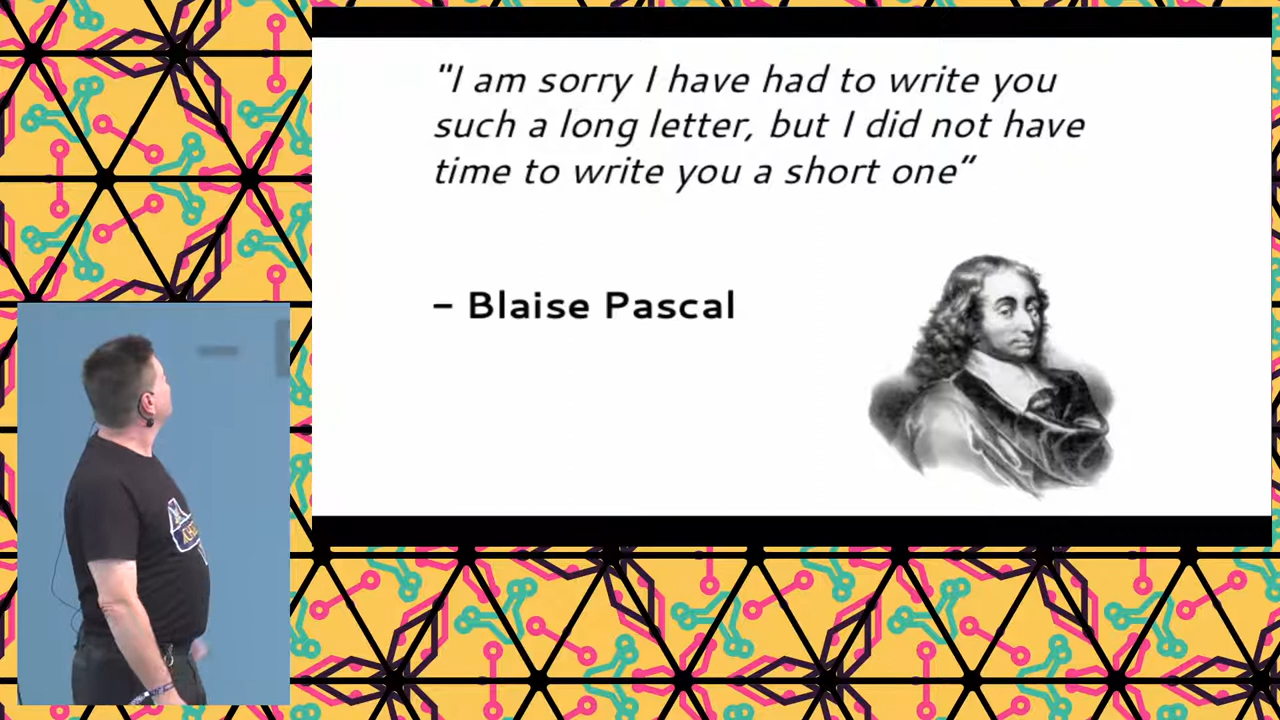 "I am sorry I have had to write you
such a long letter, but I did not have
time to write you a short one”
– Blaise Pascal